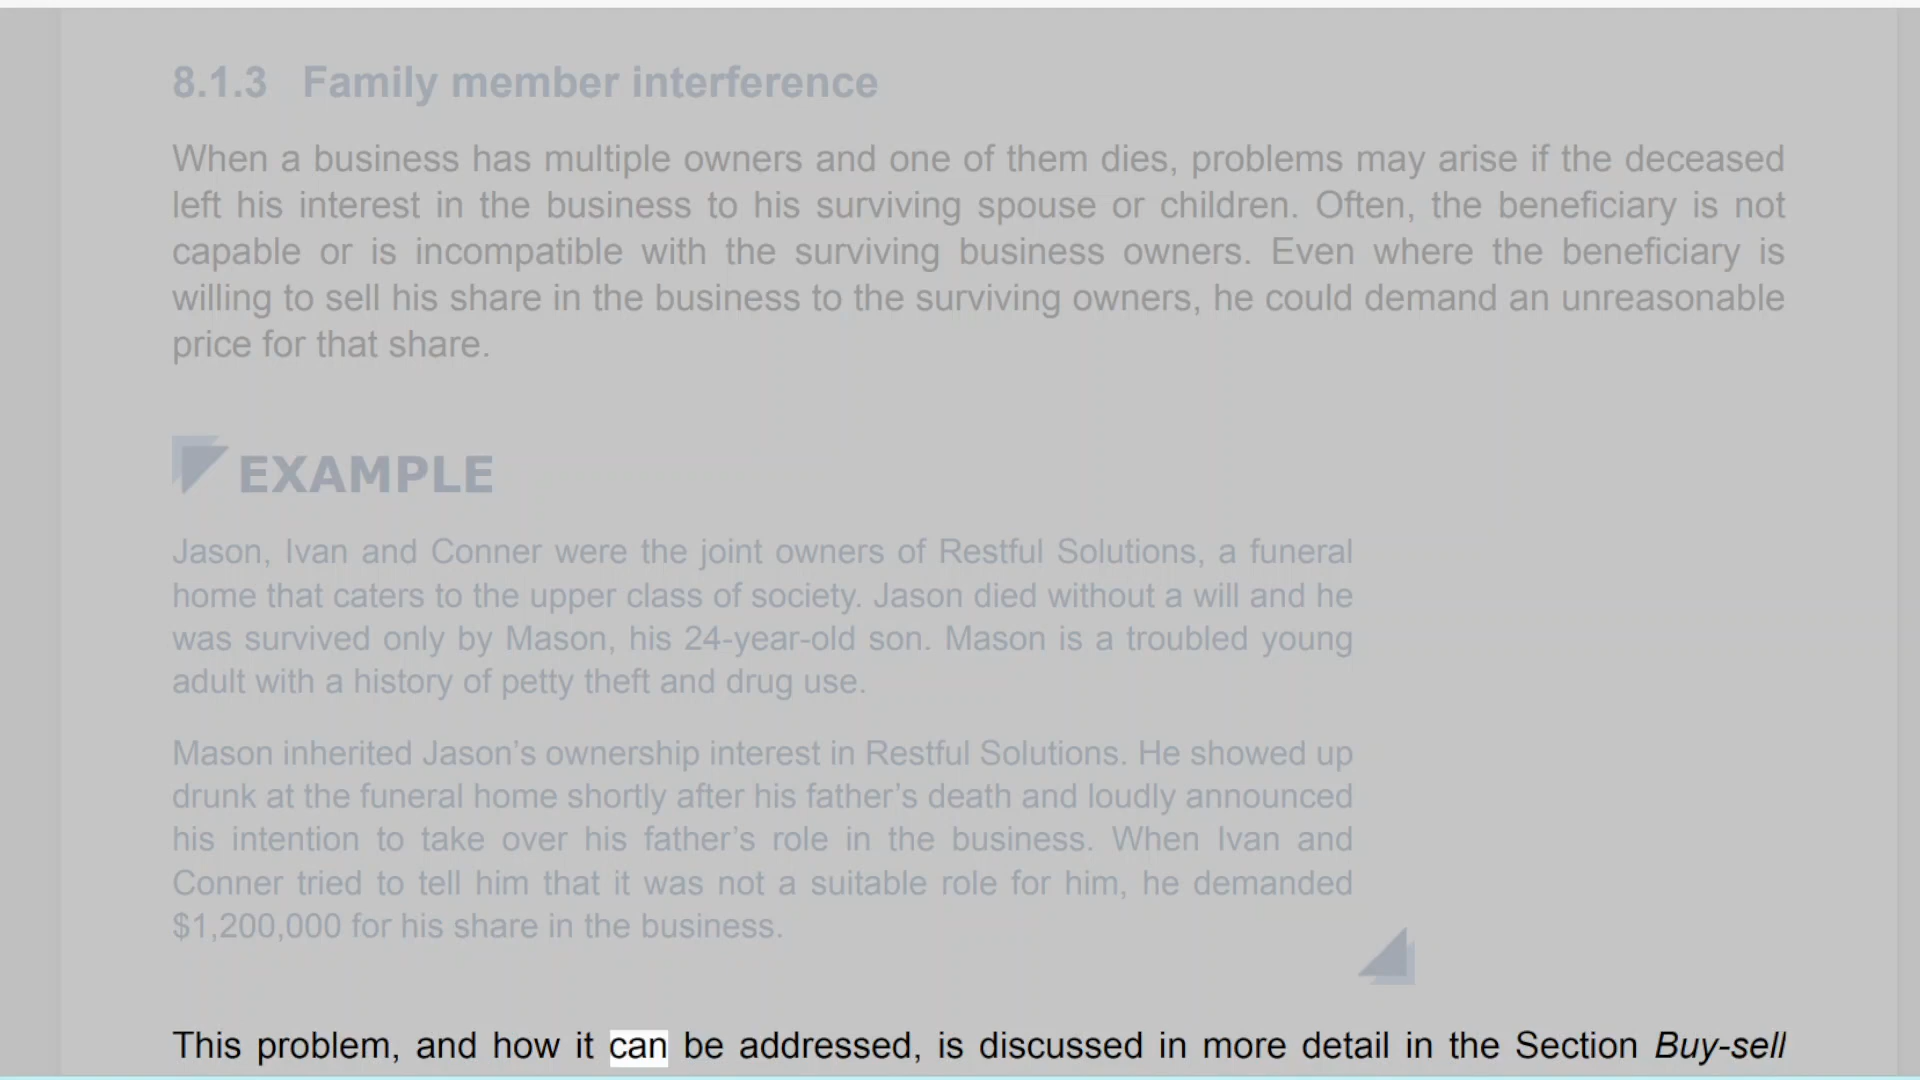 8.1.3 Family member interference
When a business has multiple owners and one of them dies, problems may arise if the deceased
left his interest in the business to his surviving spouse or children. Often, the beneficiary is not
capable or is incompatible with the surviving business owners. Even where the beneficiary is
willing to sell his share in the business to the surviving owners, he could demand an unreasonable
price for that share.
EXAMPLE
Jason, Ivan and Conner were the joint owners of Restful Solutions, a funeral
home that caters to the upper class of society. Jason died without a will and he
was survived only by Mason, his 24-year-old son. Mason is a troubled young
adult with a history of petty theft and drug use.
Mason inherited Jason’s ownership interest in Restful Solutions. He showed up
drunk at the funeral home shortly after his father’s death and loudly announced
his intention to take over his father’s role in the business. When Ivan and
Conner tried to tell him that it was not a suitable role for him, he demanded
$1,200,000 for his share in the business.
This problem, and how it can be addressed, is discussed in more detail in the Section Buy-sell